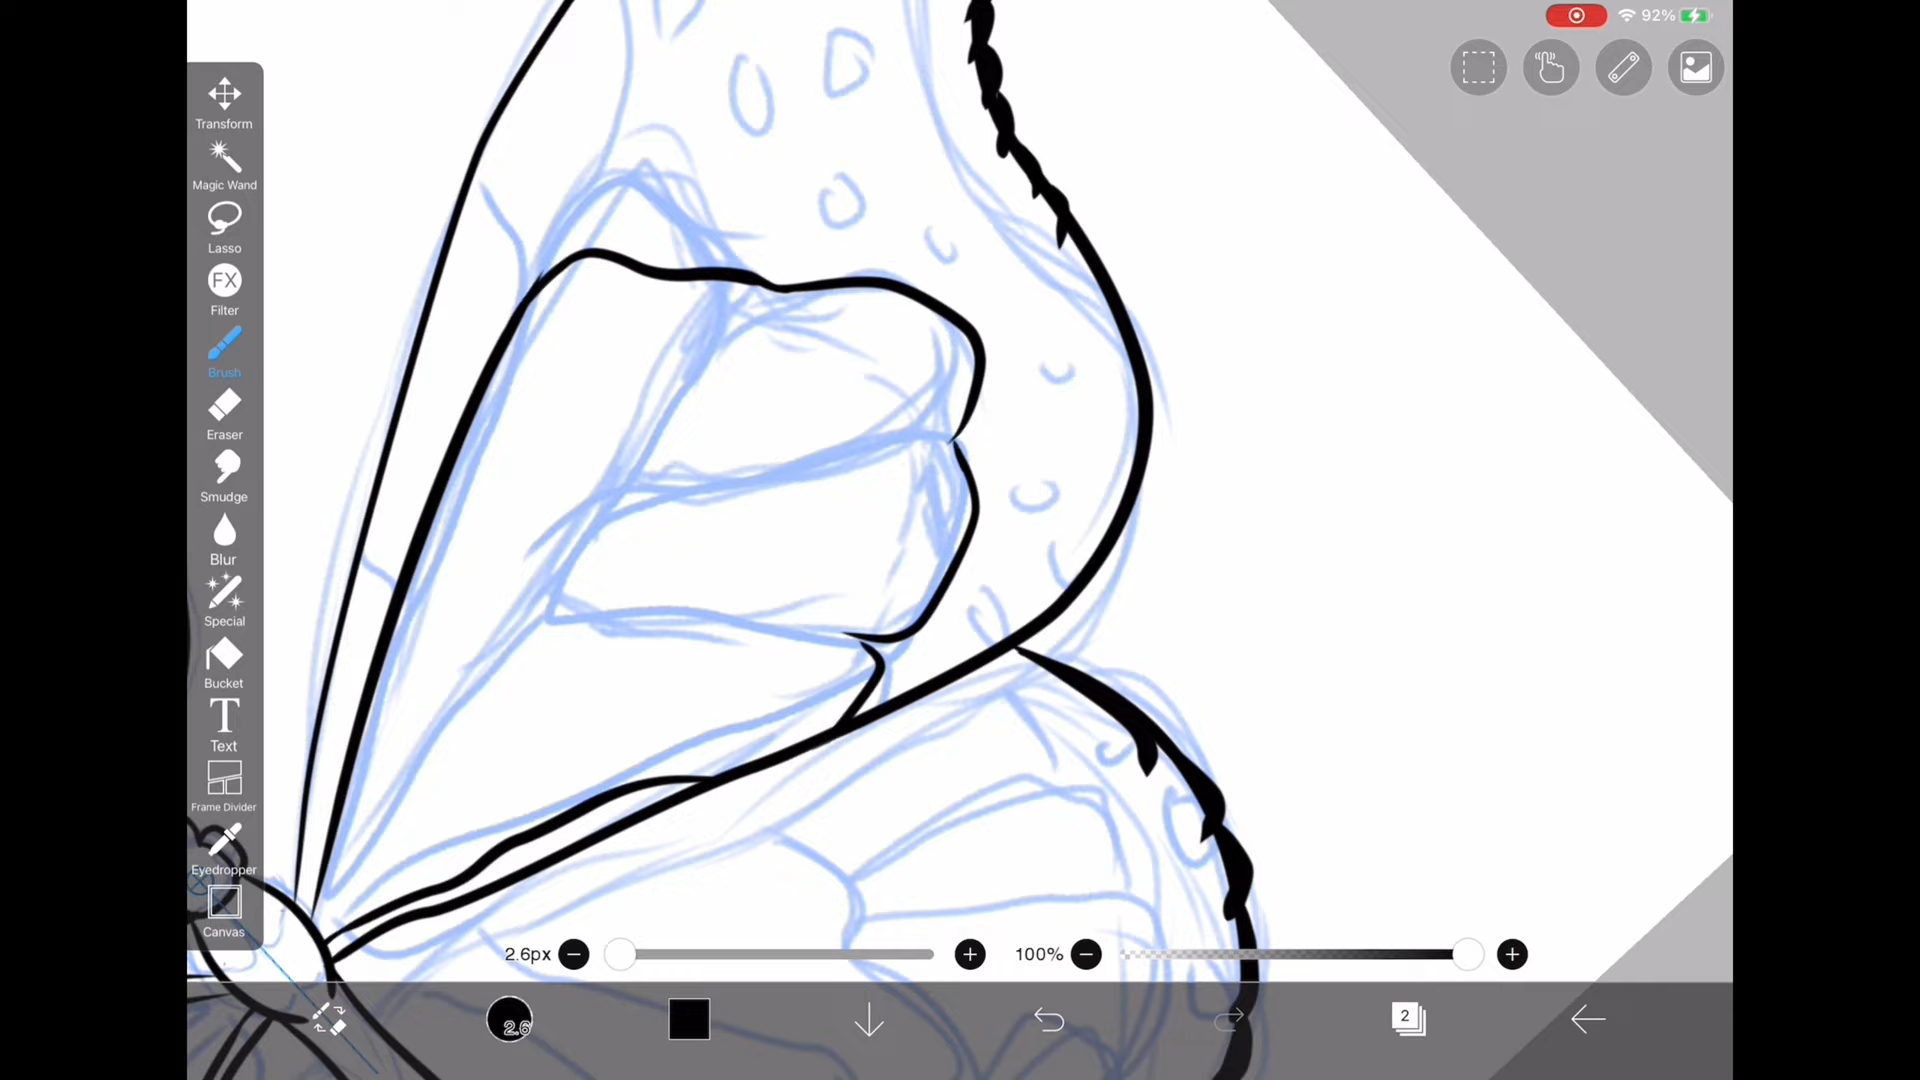 92%
Transform
Magic Wand
Lasso
FX
Filter
Brush
Eraser
Smudge
Blur
Special
Bucket
T
Text
Frame Divider
Eyedropper
Canvas
2.6px
100%
2.6
2